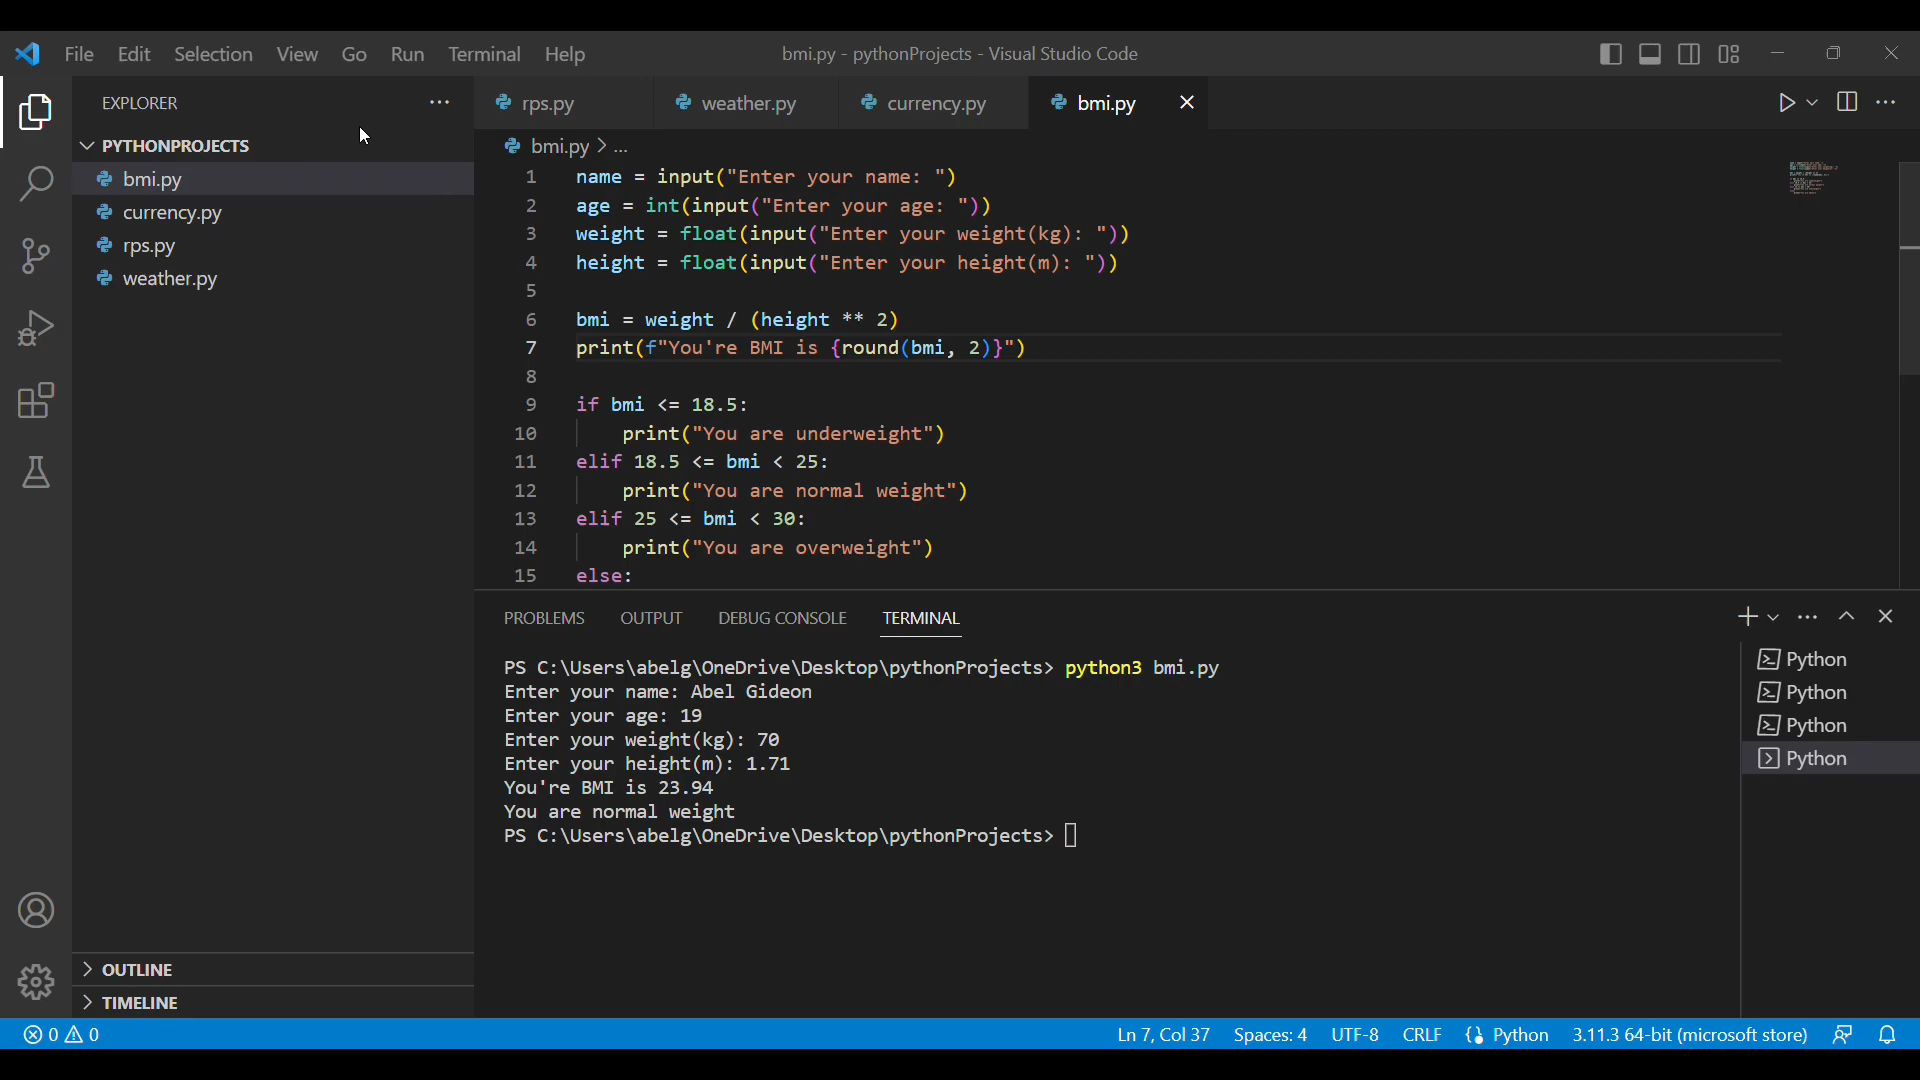 File Edit Selection View Go Run Terminal Help
bmi.py - pythonProjects - Visual Studio Code
EXPLORER
PYTHONPROJECTS
bmi.py
currency.py
rps.py
weather.py
OUTLINE
TIMELINE
rps.py weather.py currency.py bmi.py
bmi.py > ...
1 name = input("Enter your name: ")
2 age = int(input("Enter your age: "))
3 weight = float(input("Enter your weight(kg): "))
4 height = float(input("Enter your height(m): "))
5
6 bmi = weight / (height ** 2)
7 print(f"You're BMI is {round(bmi, 2)}")
8
9 if bmi <= 18.5:
10     print("You are underweight")
11 elif 18.5 <= bmi < 25:
12     print("You are normal weight")
13 elif 25 <= bmi < 30:
14     print("You are overweight")
15 else:
PROBLEMS OUTPUT DEBUG CONSOLE TERMINAL
PS C:\Users\abelg\OneDrive\Desktop\pythonProjects> python3 bmi.py
Enter your name: Abel Gideon
Enter your age: 19
Enter your weight(kg): 70
Enter your height(m): 1.71
You're BMI is 23.94
You are normal weight
PS C:\Users\abelg\OneDrive\Desktop\pythonProjects>
Python
Python
Python
Python
0 0
Ln 7, Col 37 Spaces: 4 UTF-8 CRLF Python 3.11.3 64-bit (microsoft store)